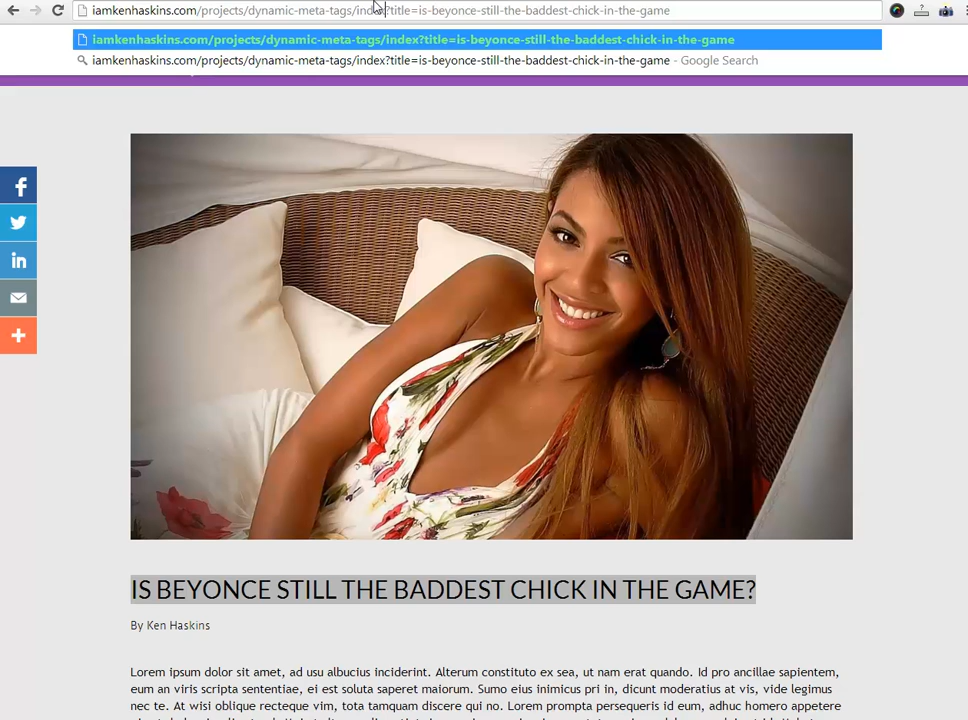 iamkenhaskins.com/projects/dynamic-meta-tags/index?title=is-beyonce-still-the-baddest-chick-in-the-game
iamkenhaskins.com/projects/dynamic-meta-tags/index?title=is-beyonce-still-the-baddest-chick-in-the-game
iamkenhaskins.com/projects/dynamic-meta-tags/index?title=is-beyonce-still-the-baddest-chick-in-the-game - Google Search
IS BEYONCE STILL THE BADDEST CHICK IN THE GAME?
By Ken Haskins
Lorem ipsum dolor sit amet, ad usu albucius inciderint. Alterum constituto ex sea, ut nam erat quando. Id pro ancillae sapientem,
eum an viris scripta sententiae, ei est soluta saperet maiorum. Sumo eius inimicus pri in, dicunt moderatius at vis, vide legimus
nec te. At wisi oblique recteque vim, tota tamquam discere qui no. Lorem prompta persequeris id eum, adhuc homero appetere